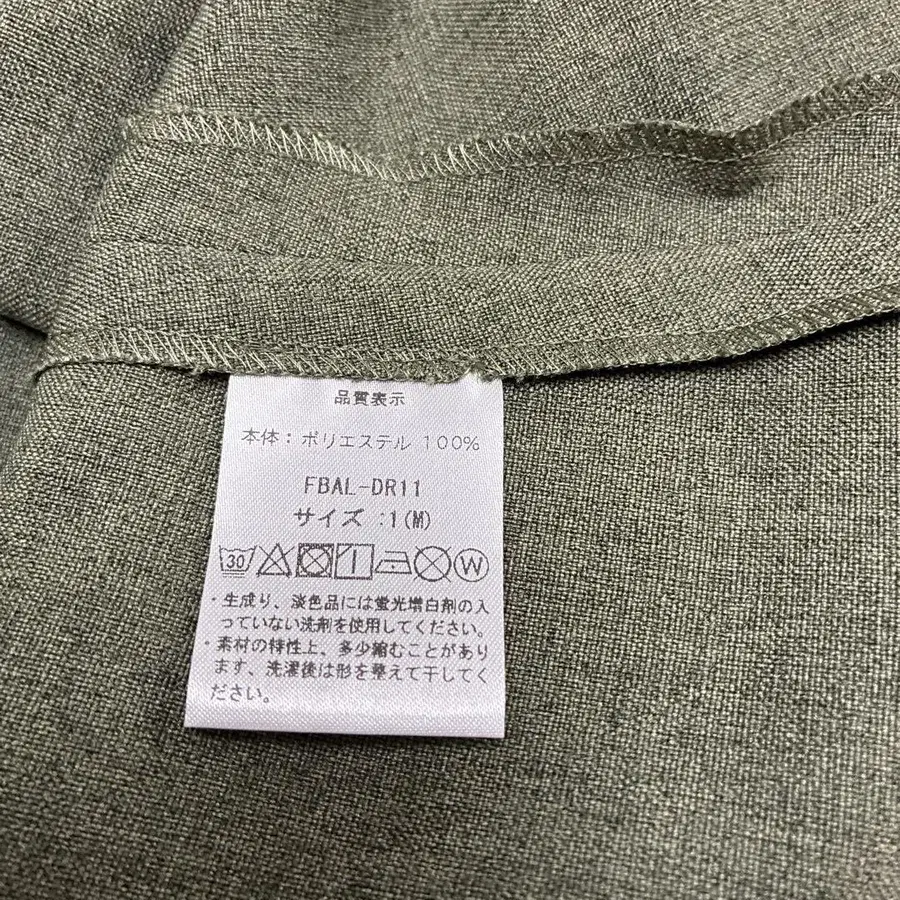 品質表示
本体：ポリエステル 100%
FBAL-DR11
サイズ :1(M)
30 W
・生成り、淡色品には蛍光増白剤の入
っていない洗剤を使用してください。
・素材の特性上、多少縮むことがあり
ます、洗濯後は形を整えて干してく
ださい。